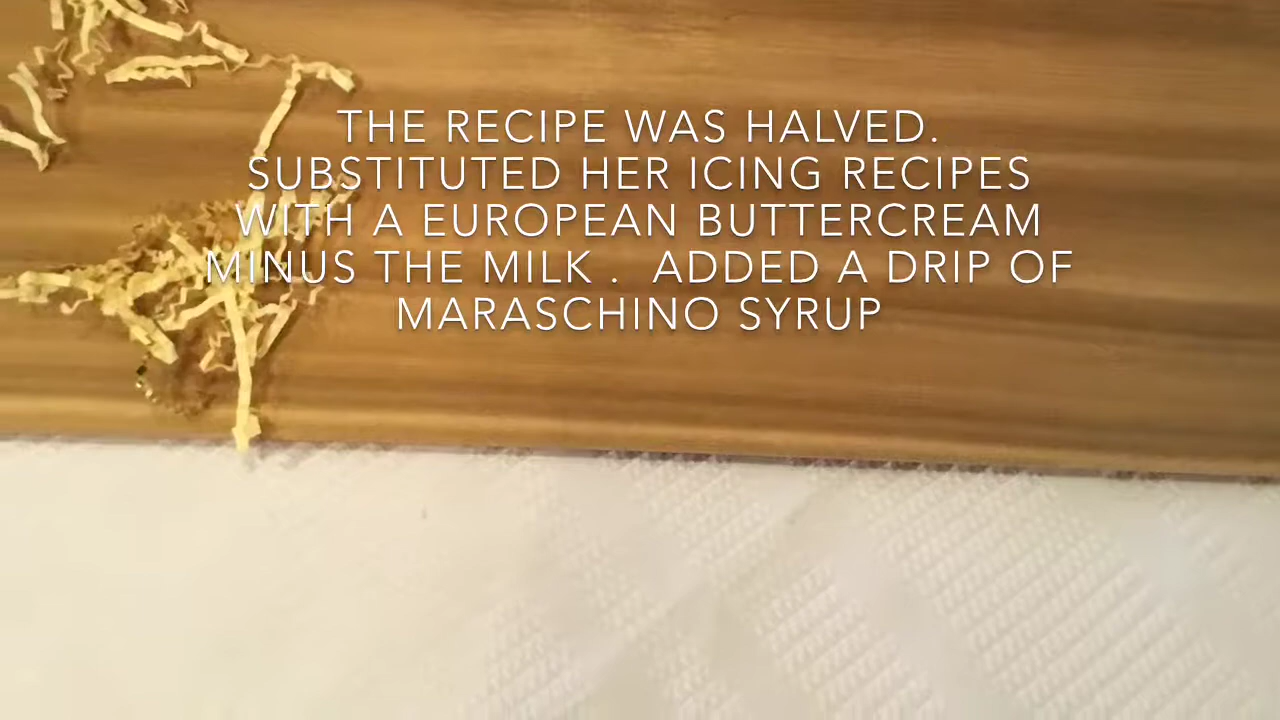 THE RECIPE WAS HALVED.
SUBSTITUTED HER ICING RECIPES
WITH A EUROPEAN BUTTERCREAM
MINUS THE MILK .  ADDED A DRIP OF
MARASCHINO SYRUP